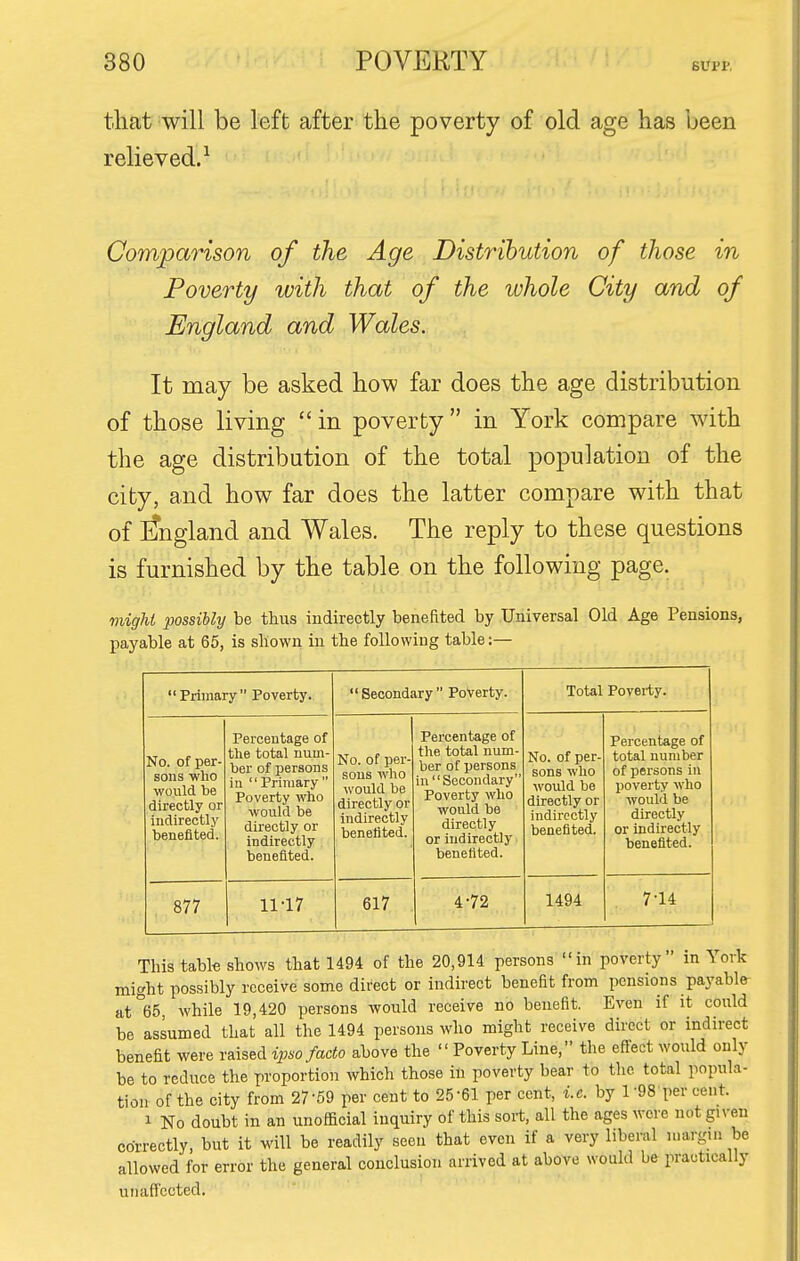 380 POVERTY SUPP.
that will be left after the poverty of old age has been
relieved.¹
Comparison of the Age Distribution of those in
Poverty with that of the whole City and of
England and Wales.
It may be asked how far does the age distribution
of those living “in poverty” in York compare with
the age distribution of the total population of the
city, and how far does the latter compare with that
of England and Wales. The reply to these questions
is furnished by the table on the following page.
might possibly be thus indirectly benefited by Universal Old Age Pensions,
payable at 65, is shown in the following table:—
“Primary” Poverty.
“Secondary” Poverty.
Total Poverty.
No. of per-
sons who
would be
directly or
indirectly
benefited.
Percentage of
the total num-
ber of persons
in “Primary”
Poverty who
would be
directly or
indirectly
benefited.
No. of per-
sons who
would be
directly or
indirectly
benefited.
Percentage of
the total num-
ber of persons
in “Secondary”
Poverty who
would be
directly
or indirectly
benefited.
No. of per-
sons who
would be
directly or
indirectly
benefited.
Percentage of
total number
of persons in
poverty who
would be
directly
or indirectly
benefited.
877 11·17 617 4·72 1494 7·14
This table shows that 1494 of the 20,914 persons “in poverty” in York
might possibly receive some direct or indirect benefit from pensions payable
at 65, while 19,420 persons would receive no benefit. Even if it could
be assumed that all the 1494 persons who might receive direct or indirect
benefit were raised ipso facto above the “Poverty Line,” the effect would only
be to reduce the proportion which those in poverty bear to the total popula-
tion of the city from 27·59 per cent to 25·61 per cent, i.e. by 1·98 per cent.
1 No doubt in an unofficial inquiry of this sort, all the ages were not given
correctly, but it will be readily seen that even if a very liberal margin be
allowed for error the general conclusion arrived at above would be practically
unaffected.